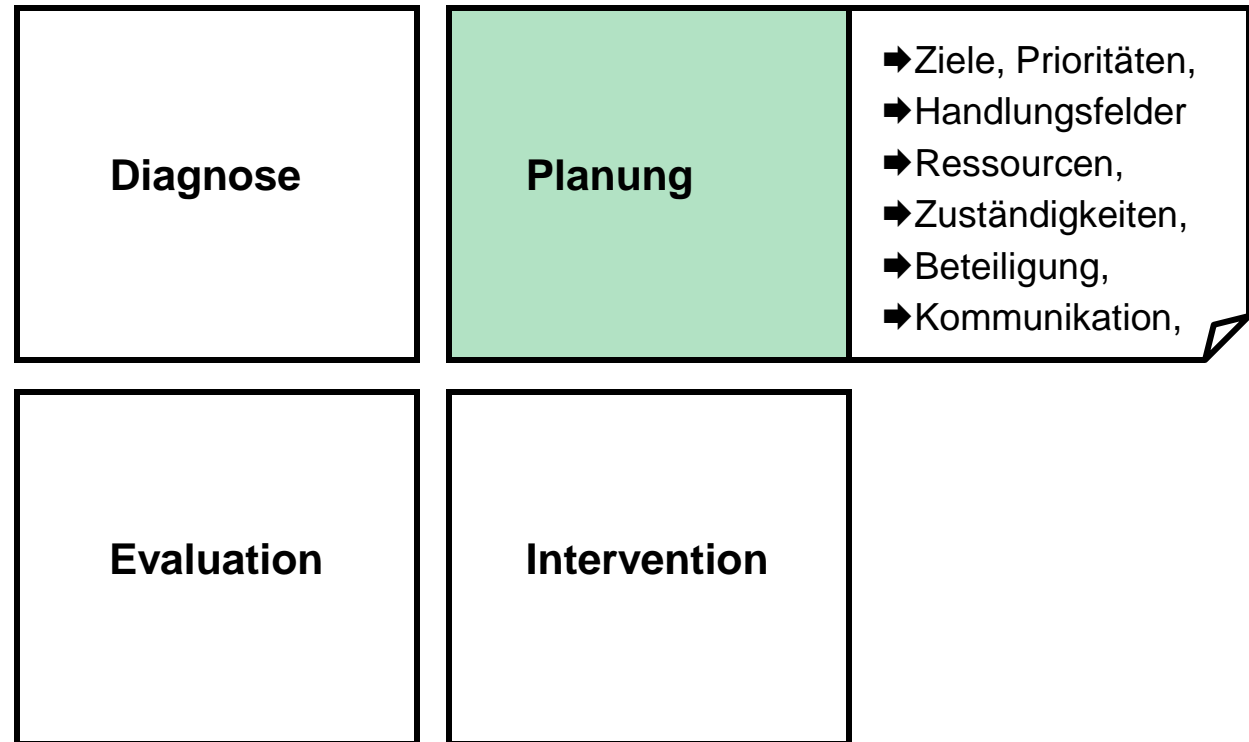 Diagnose
Planung
➡Ziele, Prioritäten,
➡Handlungsfelder
➡Ressourcen,
➡Zuständigkeiten,
➡Beteiligung,
➡Kommunikation,
Evaluation
Intervention